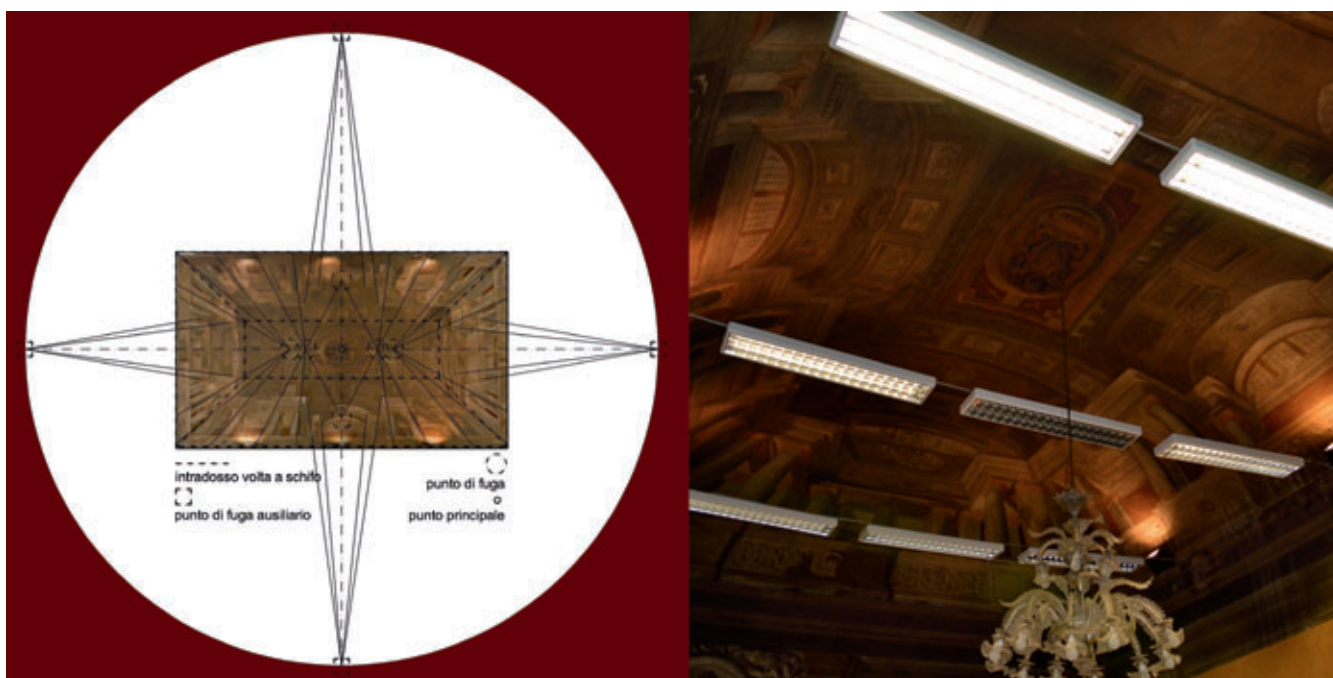 intradosso volta a schifo
punto di fuga ausiliario
punto di fuga
punto principale